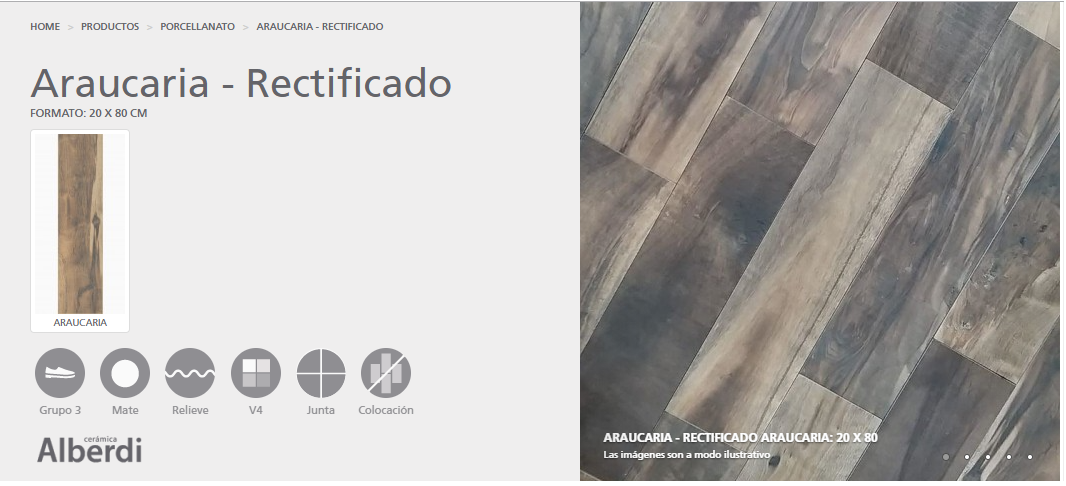 HOME > PRODUCTOS > PORCELLANATO > ARAUCARIA - RECTIFICADO
Araucaria - Rectificado
FORMATO: 20 X 80 CM
ARAUCARIA
Grupo 3
Mate
Relieve
V4
Junta
Colocación
cerámica
Alberdi
ARAUCARIA - RECTIFICADO ARAUCARIA: 20 X 80
Las imágenes son a modo ilustrativo